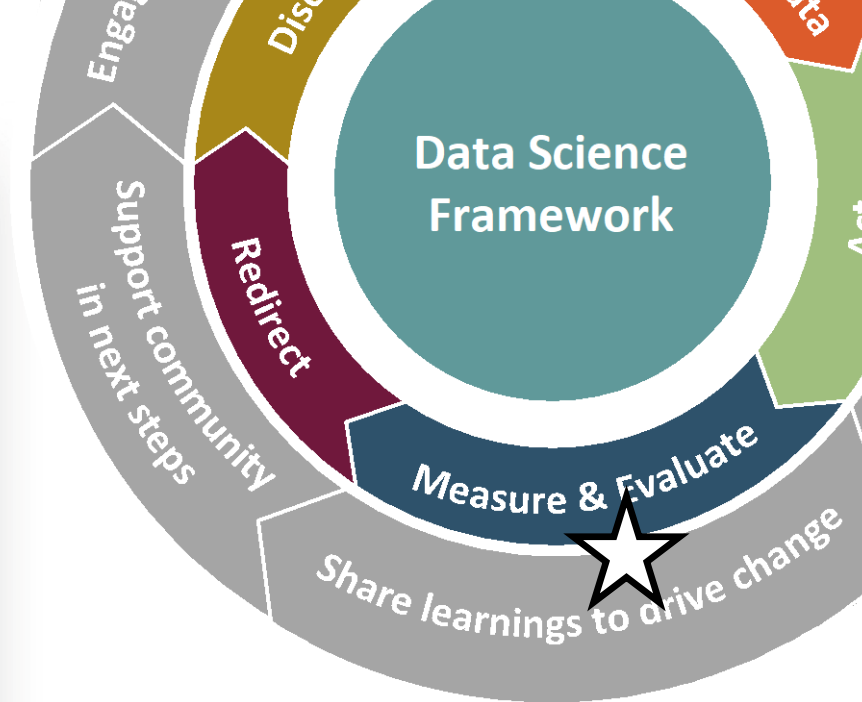 Data Science
Framework
Redirect
Measure & Evaluate
Support community
in next steps
Share learnings to drive change